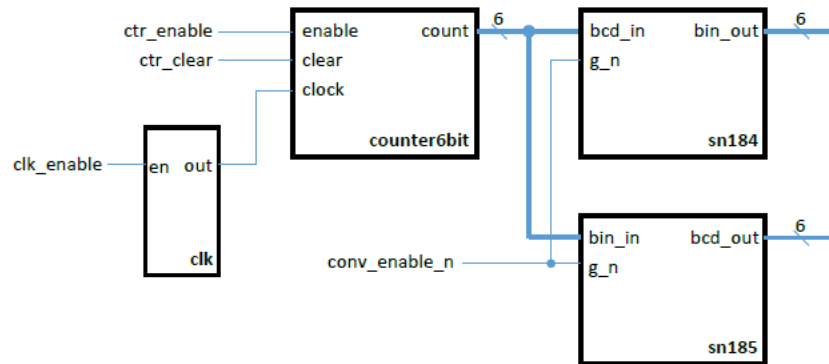 ctr_enable
ctr_clear
enable
clear
clock
count
counter6bit
6
bcd_in
g_n
bin_out
sn184
6
clk_enable
en
out
clk
conv_enable_n
bin_in
g_n
bcd_out
sn185
6